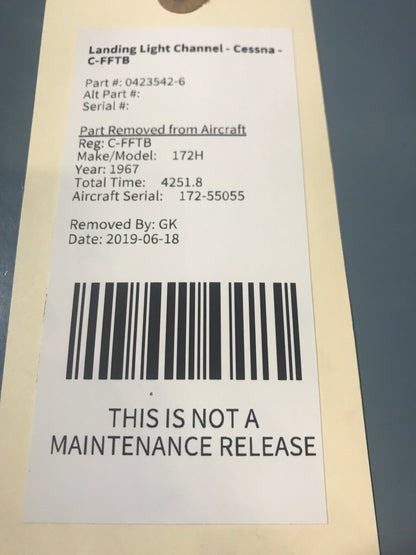 Landing Light Channel - Cessna -
C-FFTB
Part #: 0423542-6
Alt Part #:
Serial #:
Part Removed from Aircraft
Reg: C-FFTB
Make/Model: 172H
Year: 1967
Total Time: 4251.8
Aircraft Serial: 172-55055
Removed By: GK
Date: 2019-06-18
THIS IS NOT A
MAINTENANCE RELEASE